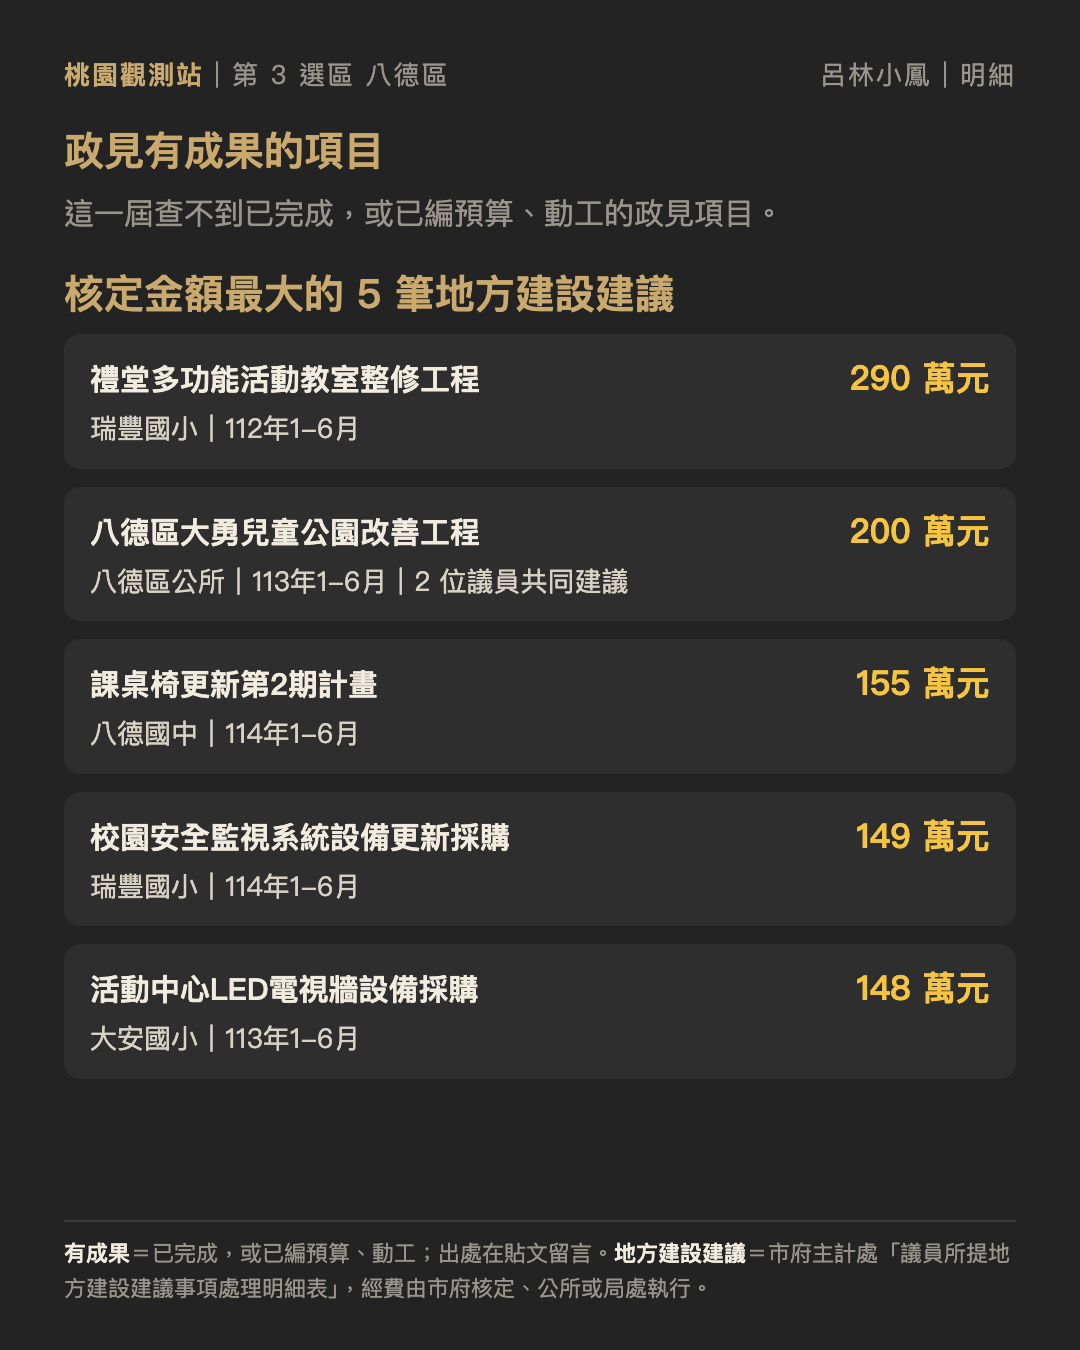 桃園觀測站｜第 3 選區 八德區
呂林小鳳｜明細
政見有成果的項目
這一屆查不到已完成，或已編預算、動工的政見項目。
核定金額最大的 5 筆地方建設建議
禮堂多功能活動教室整修工程
290 萬元
瑞豐國小｜112年1–6月
八德區大勇兒童公園改善工程
200 萬元
八德區公所｜113年1–6月｜2 位議員共同建議
課桌椅更新第2期計畫
155 萬元
八德國中｜114年1–6月
校園安全監視系統設備更新採購
149 萬元
瑞豐國小｜114年1–6月
活動中心LED電視牆設備採購
148 萬元
大安國小｜113年1–6月
有成果＝已完成，或已編預算、動工；出處在貼文留言。地方建設建議＝市府主計處「議員所提地
方建設建議事項處理明細表」，經費由市府核定、公所或局處執行。